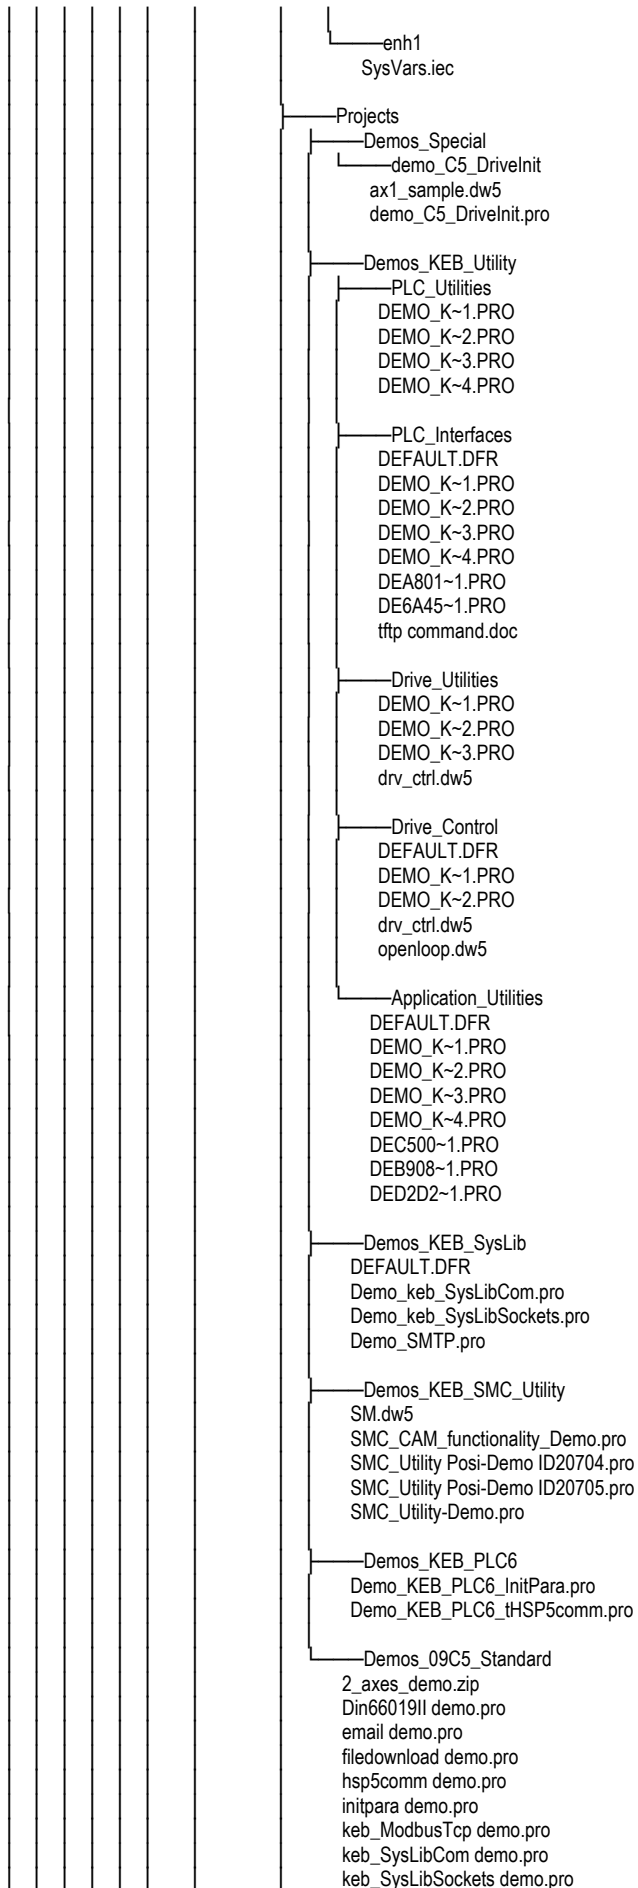 enh1
SysVars.iec
Projects
Demos_Special
demo_C5_DriveInit
ax1_sample.dw5
demo_C5_DriveInit.pro
Demos_KEB_Utility
PLC_Utilities
DEMO_K~1.PRO
DEMO_K~2.PRO
DEMO_K~3.PRO
DEMO_K~4.PRO
PLC_Interfaces
DEFAULT.DFR
DEMO_K~1.PRO
DEMO_K~2.PRO
DEMO_K~3.PRO
DEMO_K~4.PRO
DEA801~1.PRO
DE6A45~1.PRO
tftp command.doc
Drive_Utilities
DEMO_K~1.PRO
DEMO_K~2.PRO
DEMO_K~3.PRO
drv_ctrl.dw5
Drive_Control
DEFAULT.DFR
DEMO_K~1.PRO
DEMO_K~2.PRO
drv_ctrl.dw5
openloop.dw5
Application_Utilities
DEFAULT.DFR
DEMO_K~1.PRO
DEMO_K~2.PRO
DEMO_K~3.PRO
DEMO_K~4.PRO
DEC500~1.PRO
DEB908~1.PRO
DED2D2~1.PRO
Demos_KEB_SysLib
DEFAULT.DFR
Demo_keb_SysLibCom.pro
Demo_keb_SysLibSockets.pro
Demo_SMTP.pro
Demos_KEB_SMC_Utility
SM.dw5
SMC_CAM_functionality_Demo.pro
SMC_Utility Posi-Demo ID20704.pro
SMC_Utility Posi-Demo ID20705.pro
SMC_Utility-Demo.pro
Demos_KEB_PLC6
Demo_KEB_PLC6_InitPara.pro
Demo_KEB_PLC6_tHSP5comm.pro
Demos_09C5_Standard
2_axes_demo.zip
Din66019II demo.pro
email demo.pro
filedownload demo.pro
hsp5comm demo.pro
initpara demo.pro
keb_ModbusTcp demo.pro
keb_SysLibCom demo.pro
keb_SysLibSockets demo.pro